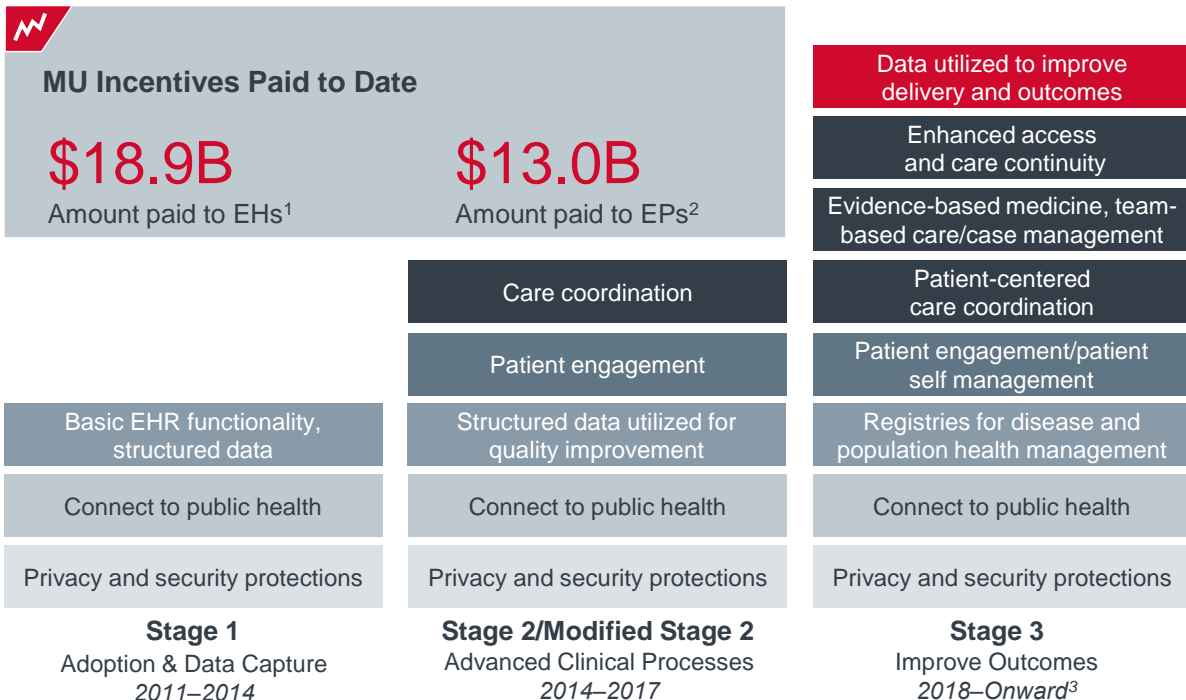 MU Incentives Paid to Date
$18.9B
Amount paid to EHs1
$13.0B
Amount paid to EPs2
Basic EHR functionality,
structured data
Connect to public health
Privacy and security protections
Stage 1
Adoption & Data Capture
2011–2014
Care coordination
Patient engagement
Structured data utilized for
quality improvement
Connect to public health
Privacy and security protections
Stage 2/Modified Stage 2
Advanced Clinical Processes
2014–2017
Data utilized to improve
delivery and outcomes
Enhanced access
and care continuity
Evidence-based medicine, team-
based care/case management
Patient-centered
care coordination
Patient engagement/patient
self management
Registries for disease and
population health management
Connect to public health
Privacy and security protections
Stage 3
Improve Outcomes
2018–Onward3